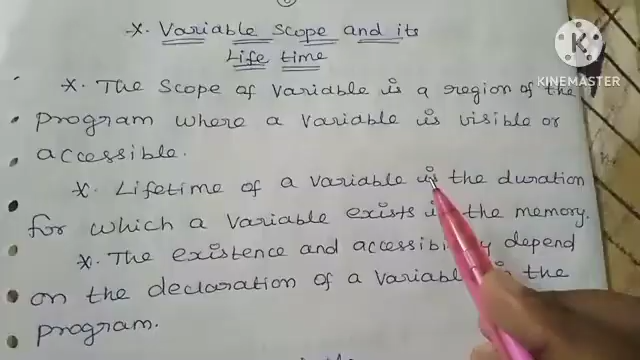 * Variable Scope and its
Life time
* The Scope of Variable is a region of the
program where a variable is visible or
accessible.
* Lifetime of a variable is the duration
for which a variable exists in the memory.
* The existence and accessibility depend
on the declaration of a variable in the
program.
KINEMASTER